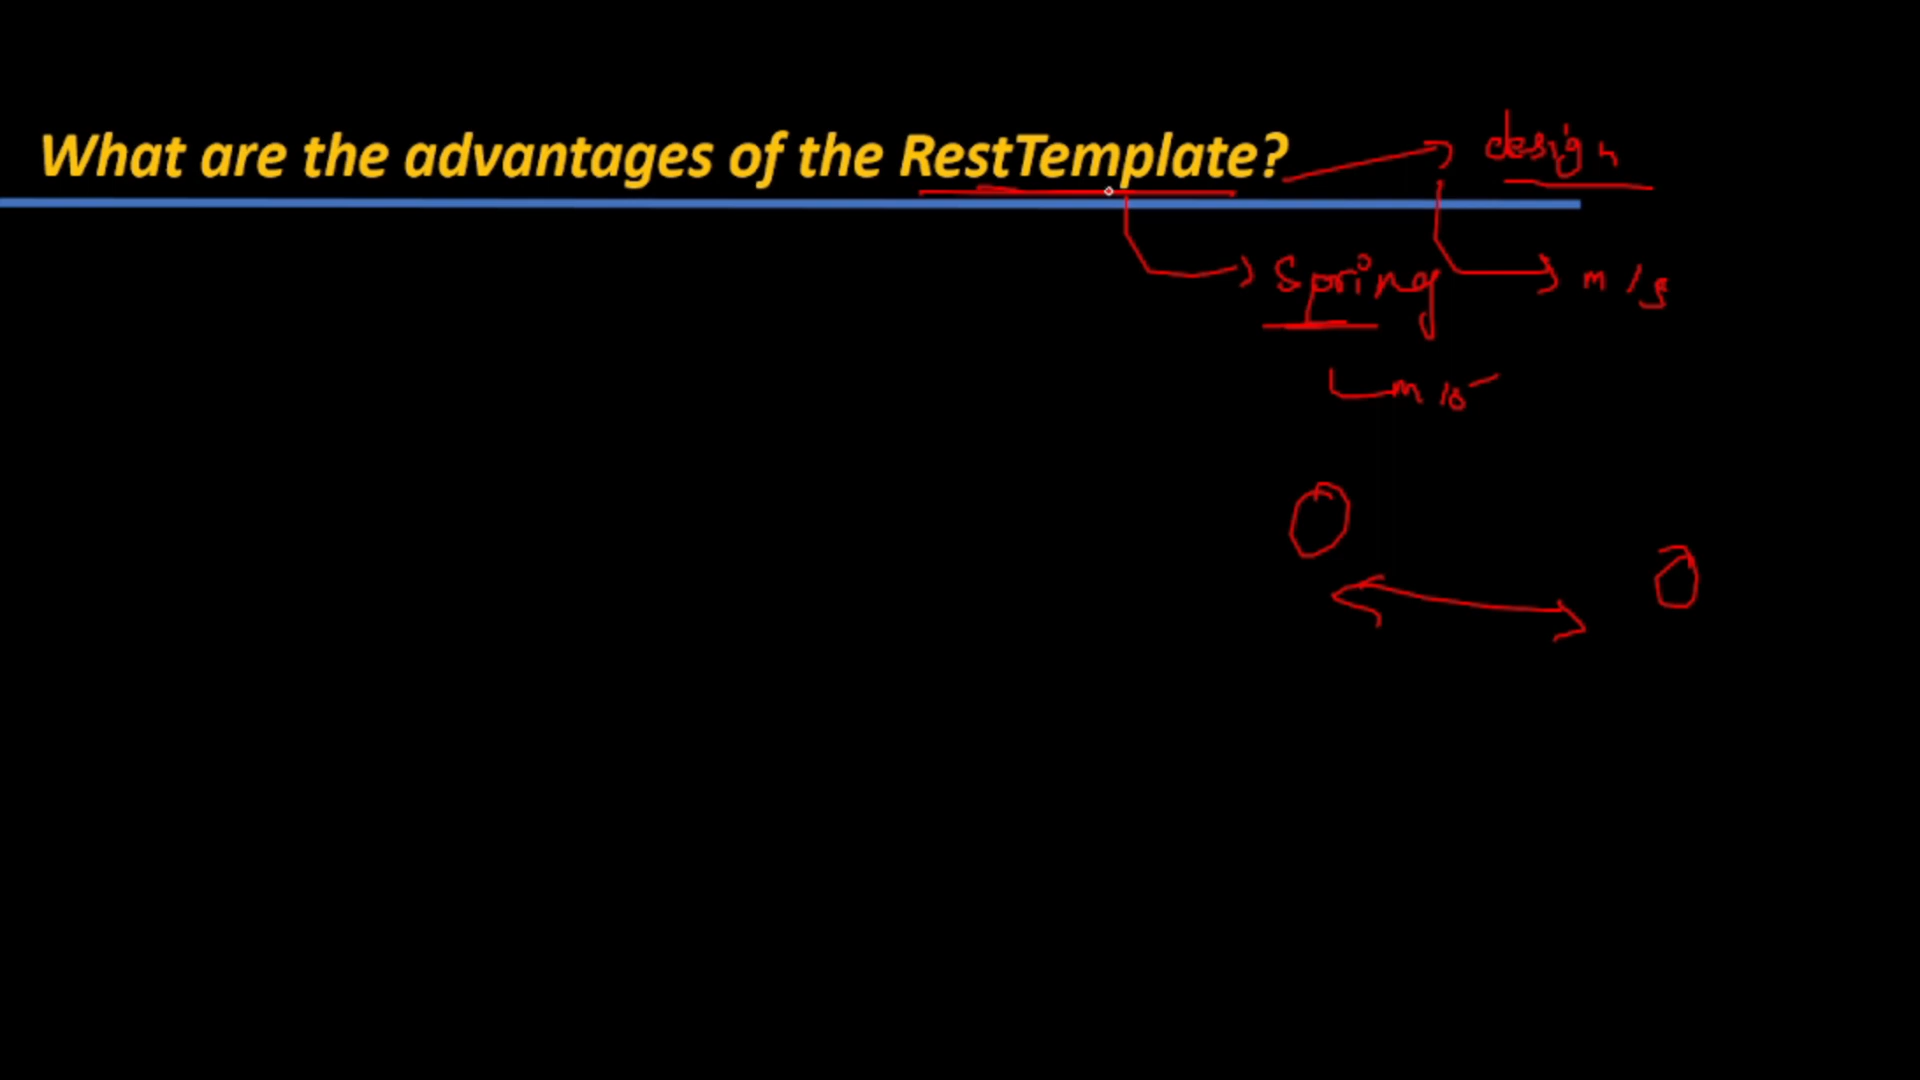 What are the advantages of the RestTemplate?
design
Spring
m/s
m/s